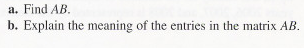 a. Find AB.
b. Explain the meaning of the entries in the matrix AB.